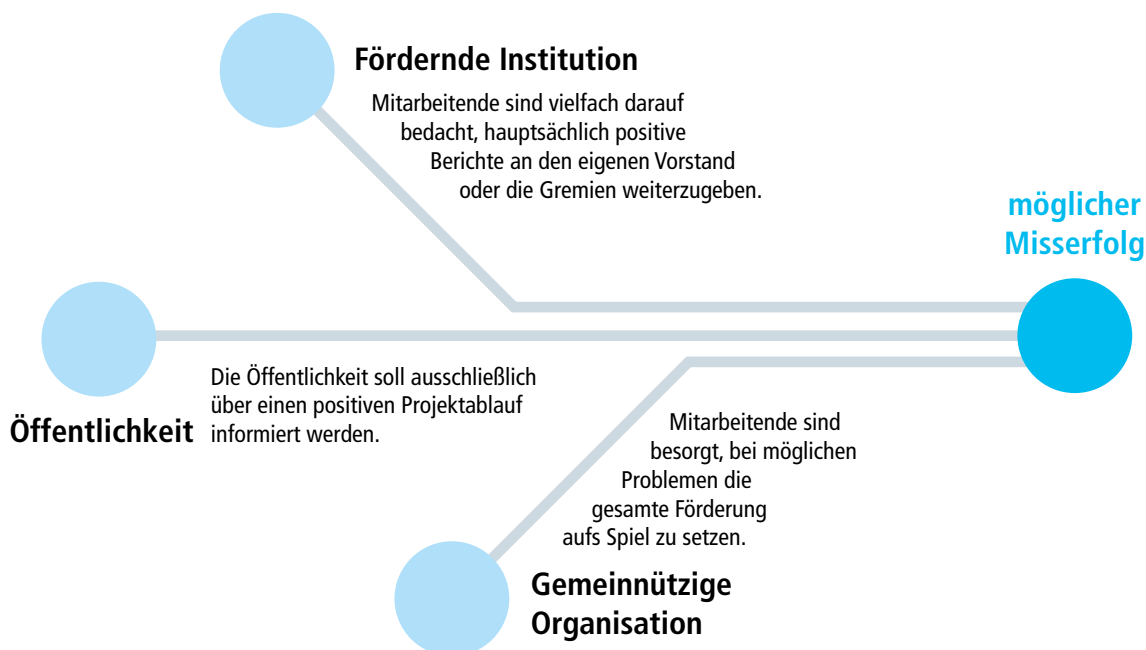 Fördernde Institution
Mitarbeitende sind vielfach darauf
bedacht, hauptsächlich positive
Berichte an den eigenen Vorstand
oder die Gremien weiterzugeben.
möglicher
Misserfolg
Öffentlichkeit
Die Öffentlichkeit soll ausschließlich
über einen positiven Projektablauf
informiert werden.
Mitarbeitende sind
besorgt, bei möglichen
Problemen die
gesamte Förderung
aufs Spiel zu setzen.
Gemeinnützige
Organisation